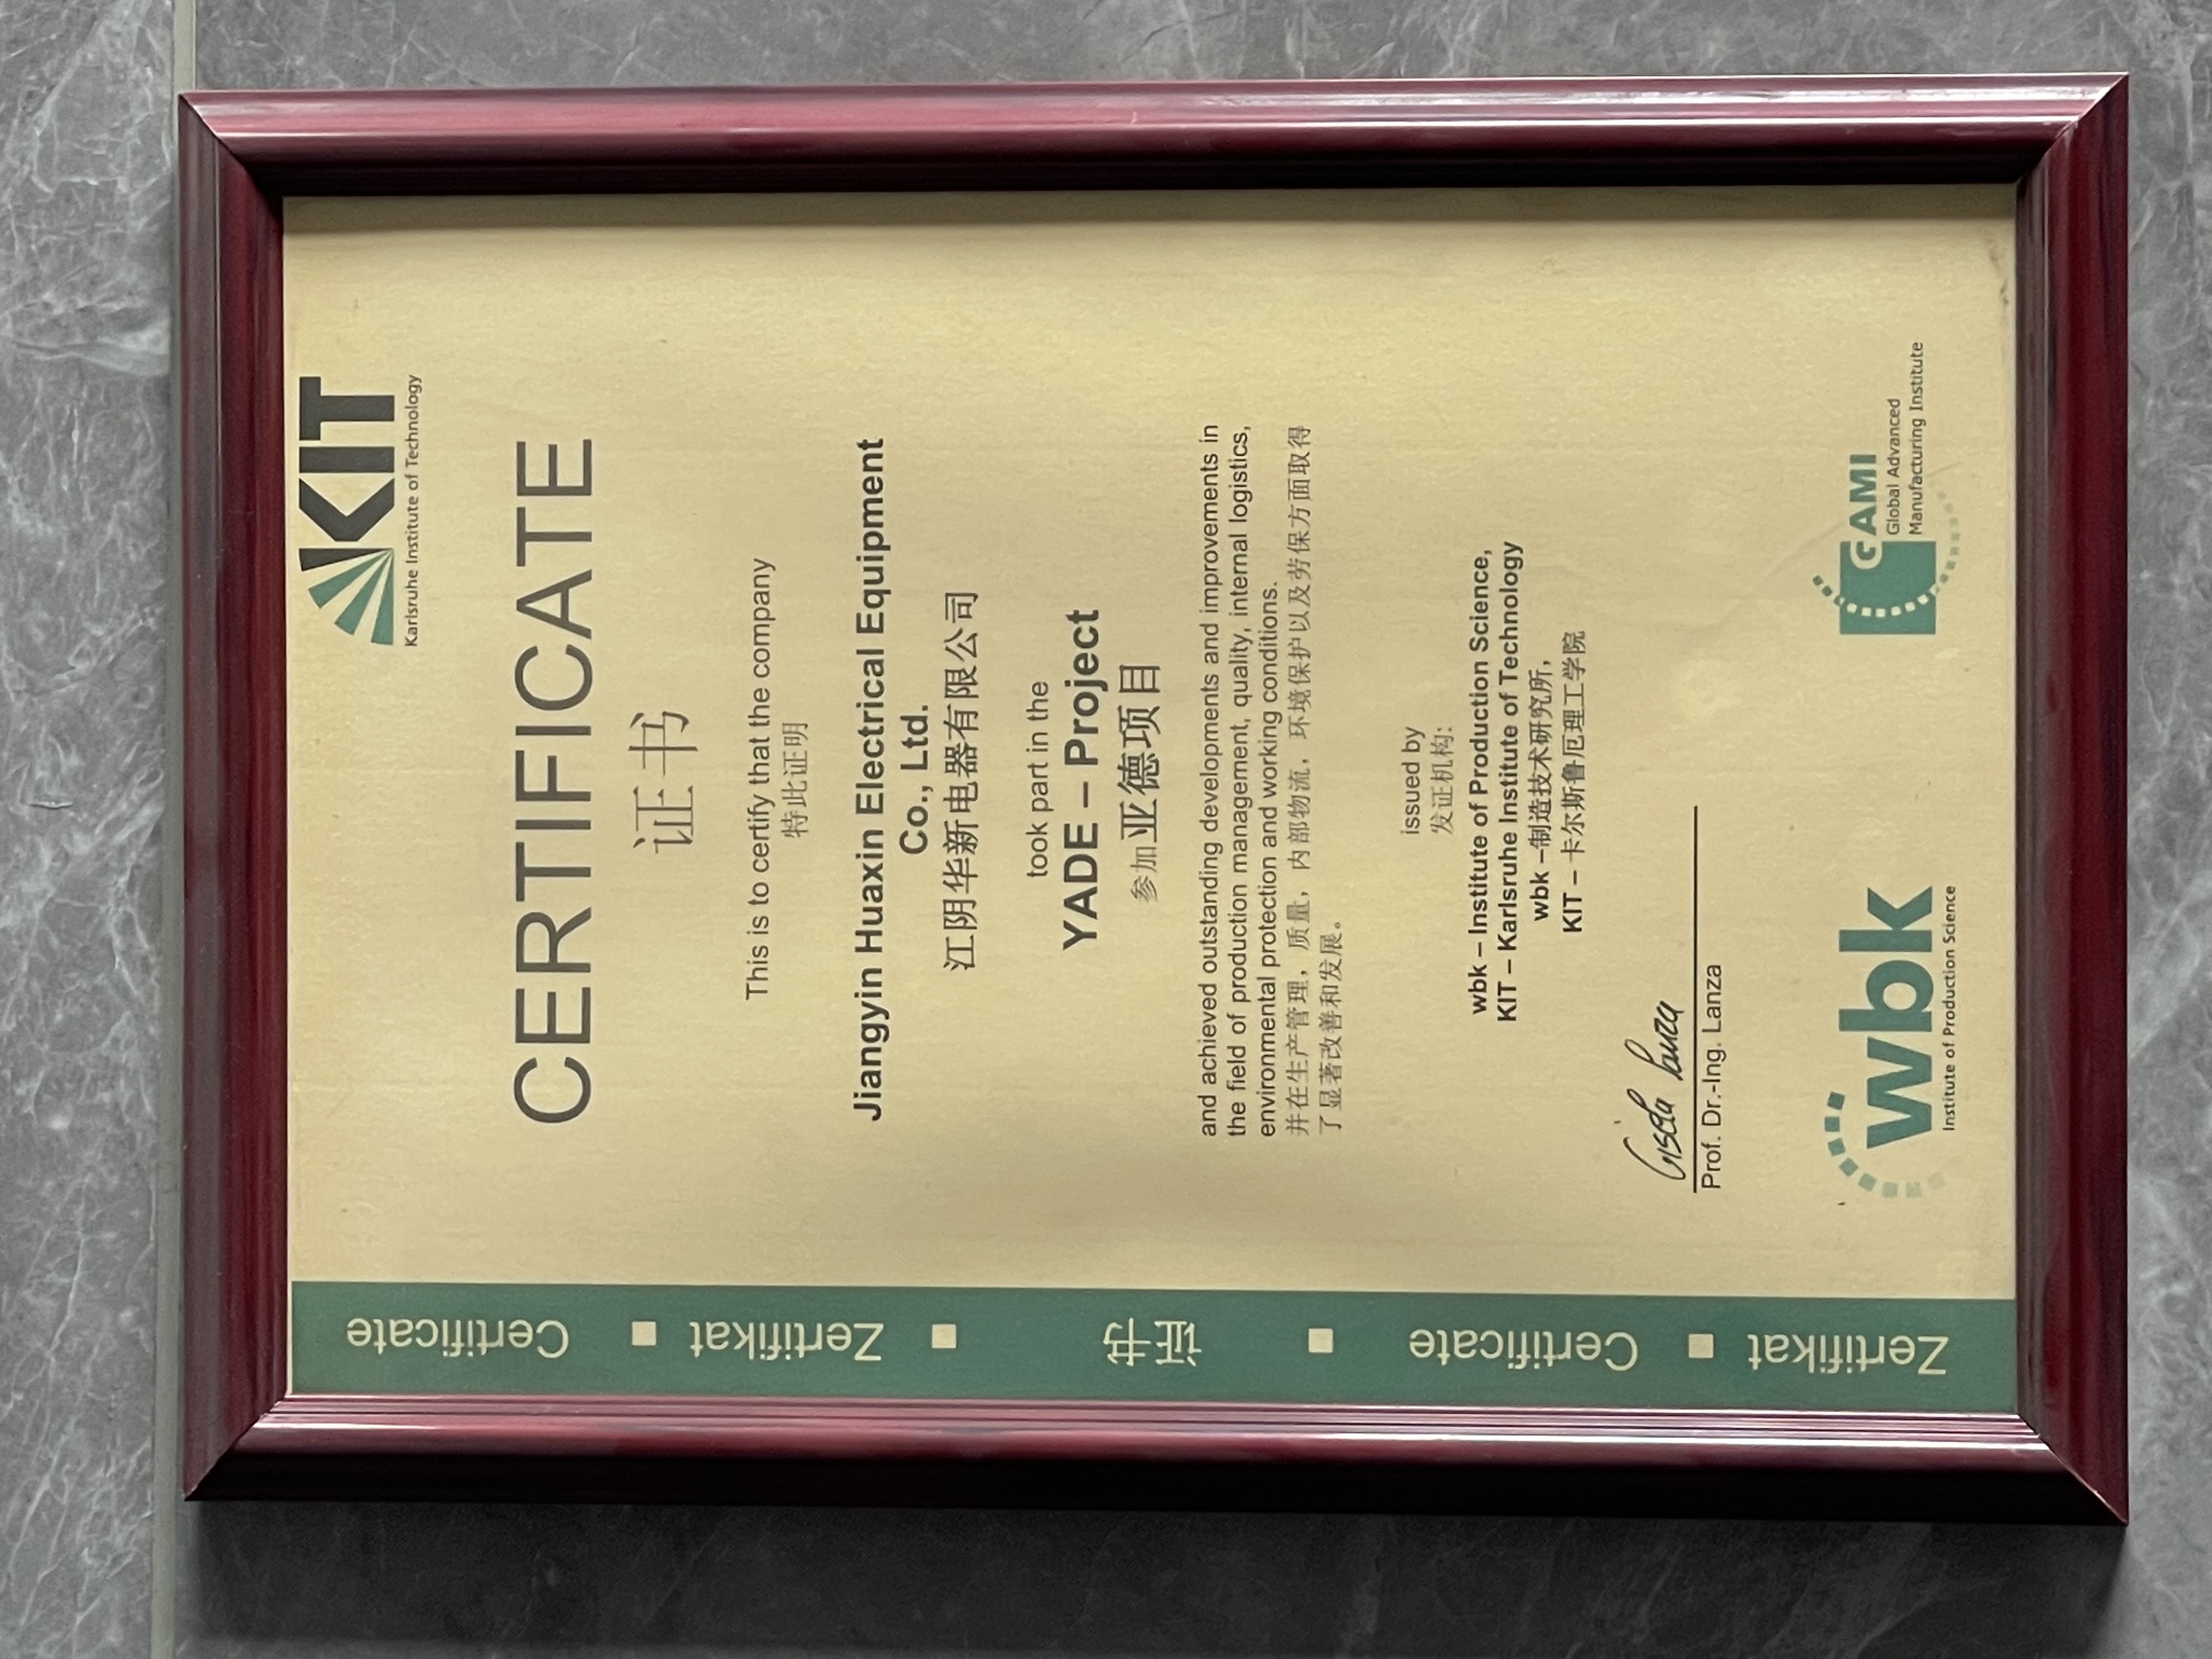 KIT
Karlsruhe Institute of Technology
CERTIFICATE
证书
This is to certify that the company
特此证明
Jiangyin Huaxin Electrical Equipment
Co., Ltd.
江阴华新电器有限公司
took part in the
YADE – Project
参加亚德项目
and achieved outstanding developments and improvements in
the field of production management, quality, internal logistics,
environmental protection and working conditions.
并在生产管理，质量，内部物流，环境保护以及劳保方面取得
了显著改善和发展。
issued by
发证机构:
wbk – Institute of Production Science,
KIT – Karlsruhe Institute of Technology
wbk –制造技术研究所,
KIT – 卡尔斯鲁厄理工学院
Gisela Lanza
Prof. Dr.-Ing. Lanza
wbk
Institute of Production Science
GAMI
Global Advanced
Manufacturing Institute
Zertifikat ■ Certificate ■ 证书 ■ Zertifikat ■ Certificate